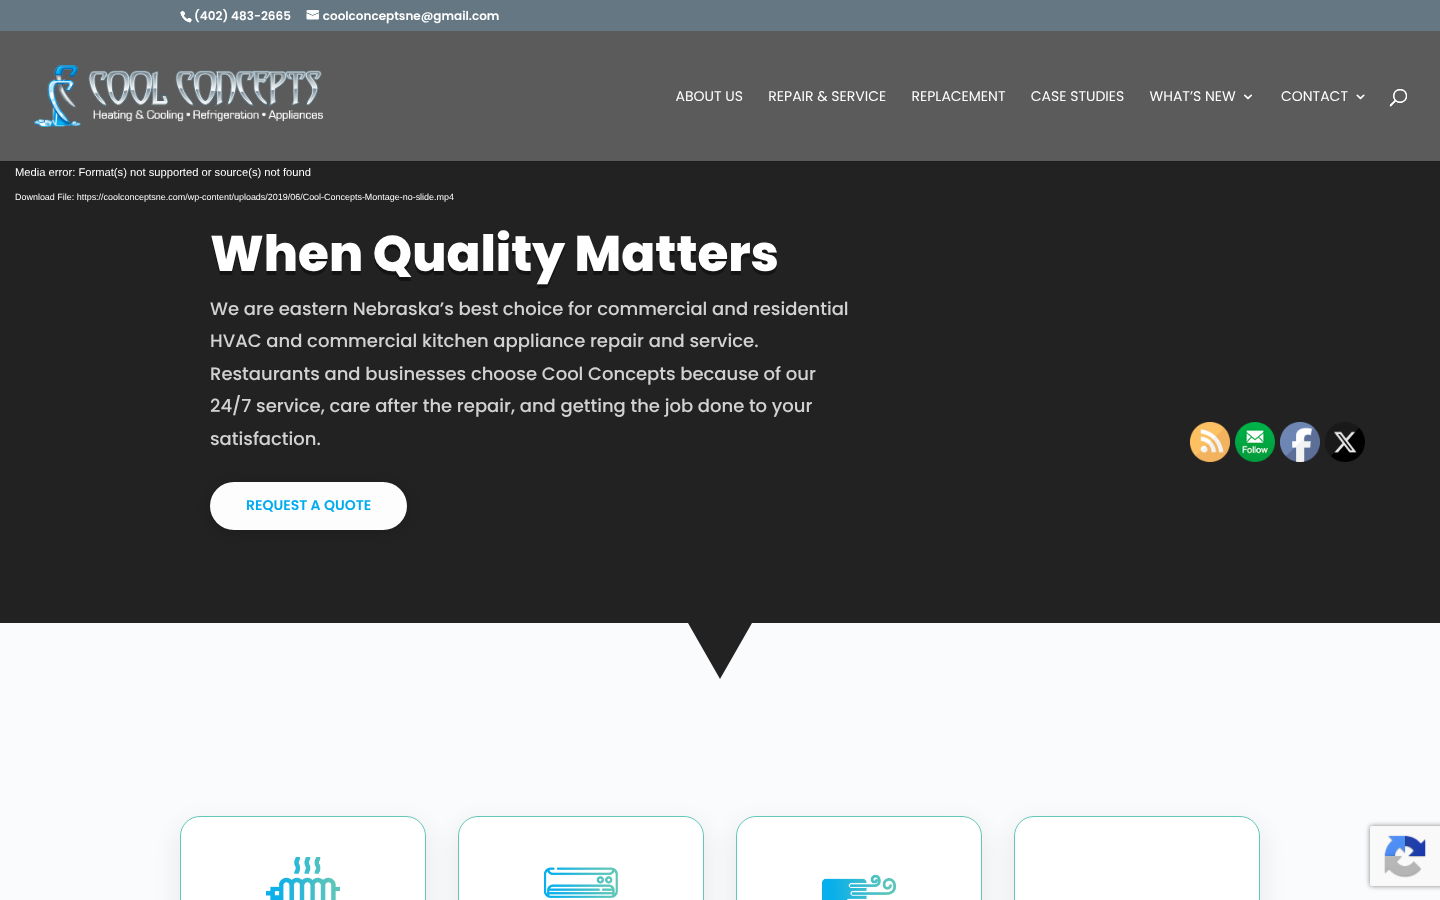 (402) 483-2665
coolconceptsne@gmail.com
COOL CONCEPTS
Heating & Cooling • Refrigeration • Appliances
ABOUT US
REPAIR & SERVICE
REPLACEMENT
CASE STUDIES
WHAT’S NEW
CONTACT
Media error: Format(s) not supported or source(s) not found
Download File: https://coolconceptsne.com/wp-content/uploads/2019/06/Cool-Concepts-Montage-no-slide.mp4
When Quality Matters
We are eastern Nebraska’s best choice for commercial and residential
HVAC and commercial kitchen appliance repair and service.
Restaurants and businesses choose Cool Concepts because of our
24/7 service, care after the repair, and getting the job done to your
satisfaction.
Follow
REQUEST A QUOTE